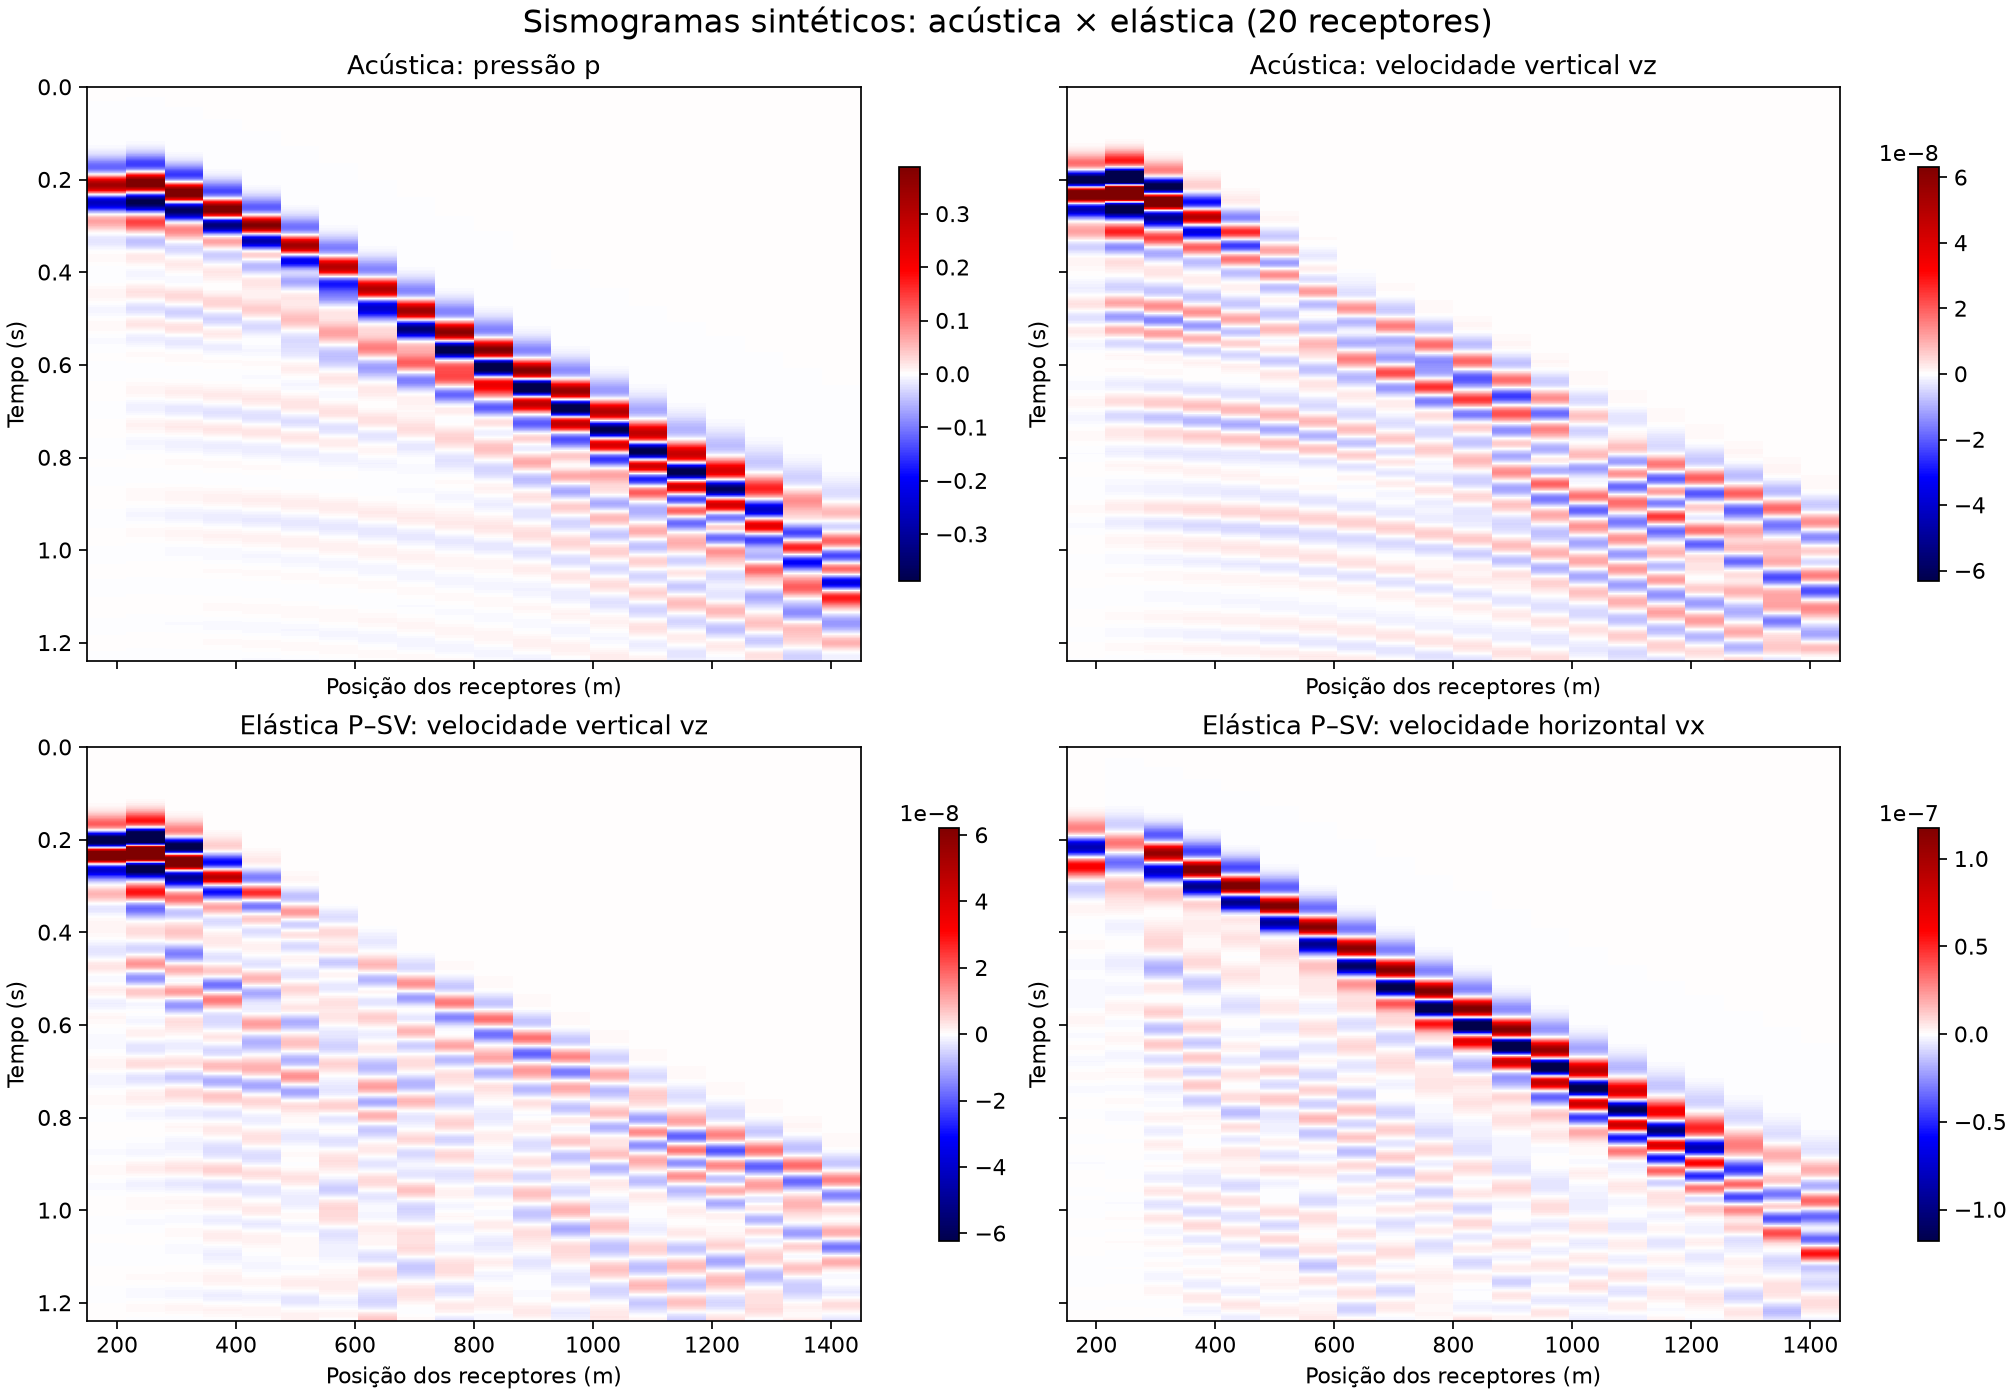 Sismogramas sintéticos: acústica × elástica (20 receptores)
Acústica: pressão p
Tempo (s)
0.0
0.2
0.4
0.6
0.8
1.0
1.2
Posição dos receptores (m)
0.3
0.2
0.1
0.0
−0.1
−0.2
−0.3
Acústica: velocidade vertical vz
Tempo (s)
Posição dos receptores (m)
1e−8
6
4
2
0
−2
−4
−6
Elástica P–SV: velocidade vertical vz
Tempo (s)
0.0
0.2
0.4
0.6
0.8
1.0
1.2
200 400 600 800 1000 1200 1400
Posição dos receptores (m)
1e−8
6
4
2
0
−2
−4
−6
Elástica P–SV: velocidade horizontal vx
Tempo (s)
200 400 600 800 1000 1200 1400
Posição dos receptores (m)
1e−7
1.0
0.5
0.0
−0.5
−1.0